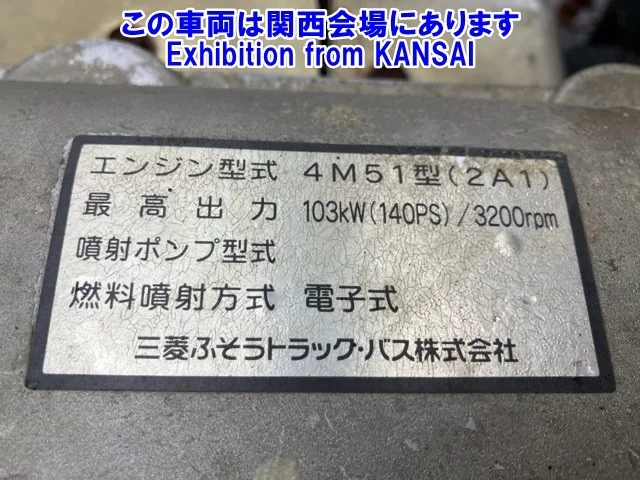 この車両は関西会場にあります
Exhibition from KANSAI
エンジン型式 4M51型(2A1)
最高出力 103kW(140PS)/3200rpm
噴射ポンプ型式
燃料噴射方式 電子式
三菱ふそうトラック・バス株式会社